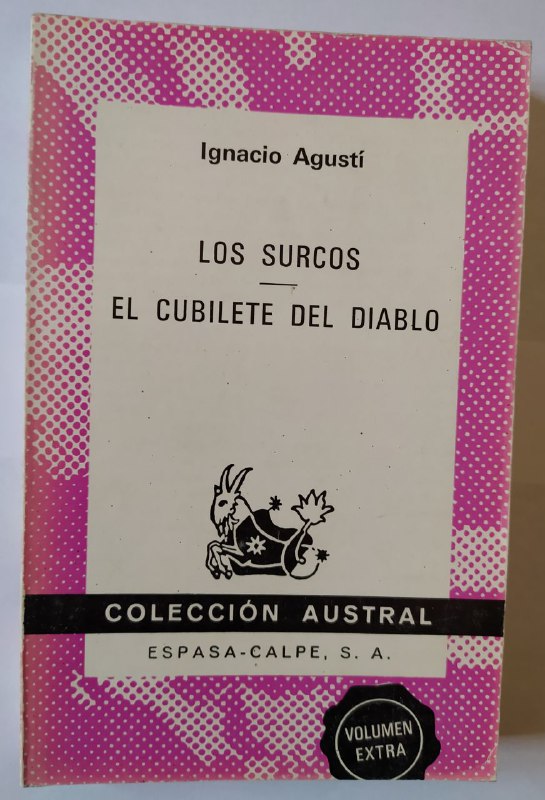 Ignacio Agustí
LOS SURCOS
EL CUBILETE DEL DIABLO
COLECCIÓN AUSTRAL
ESPASA-CALPE, S. A.
VOLUMEN
EXTRA